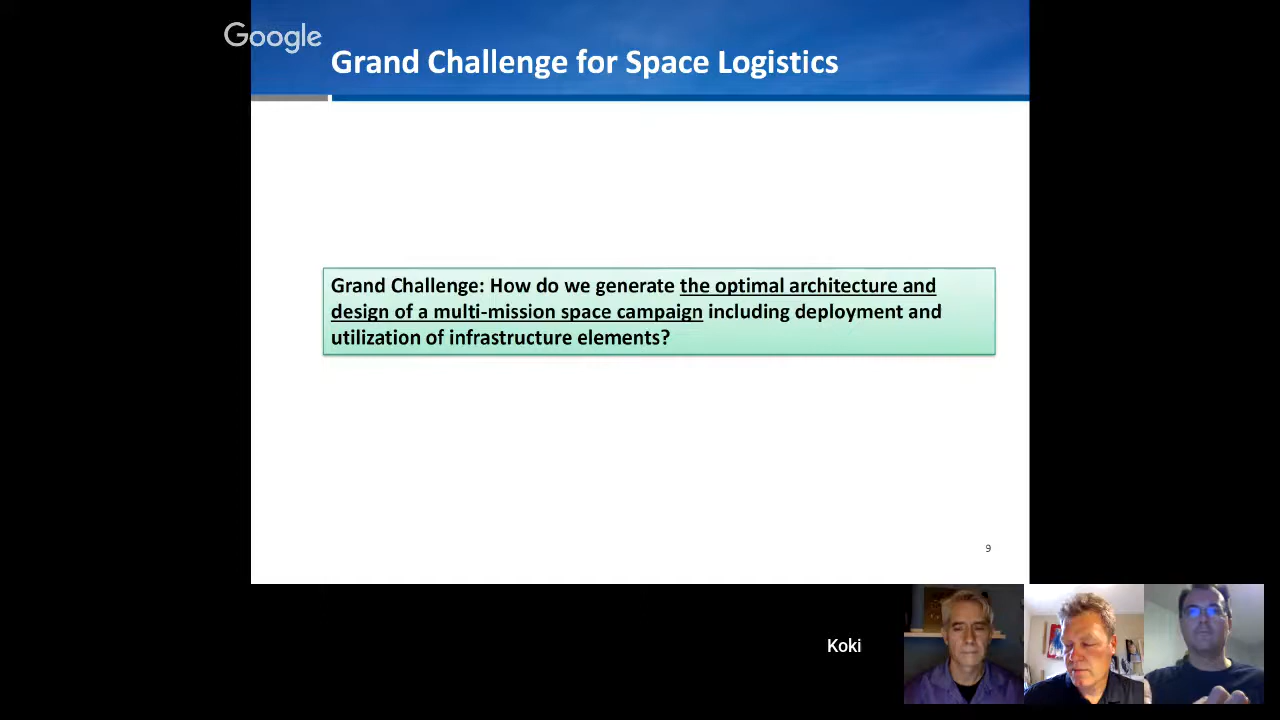 Google
Grand Challenge for Space Logistics
Grand Challenge: How do we generate the optimal architecture and
design of a multi-mission space campaign including deployment and
utilization of infrastructure elements?
9
Koki